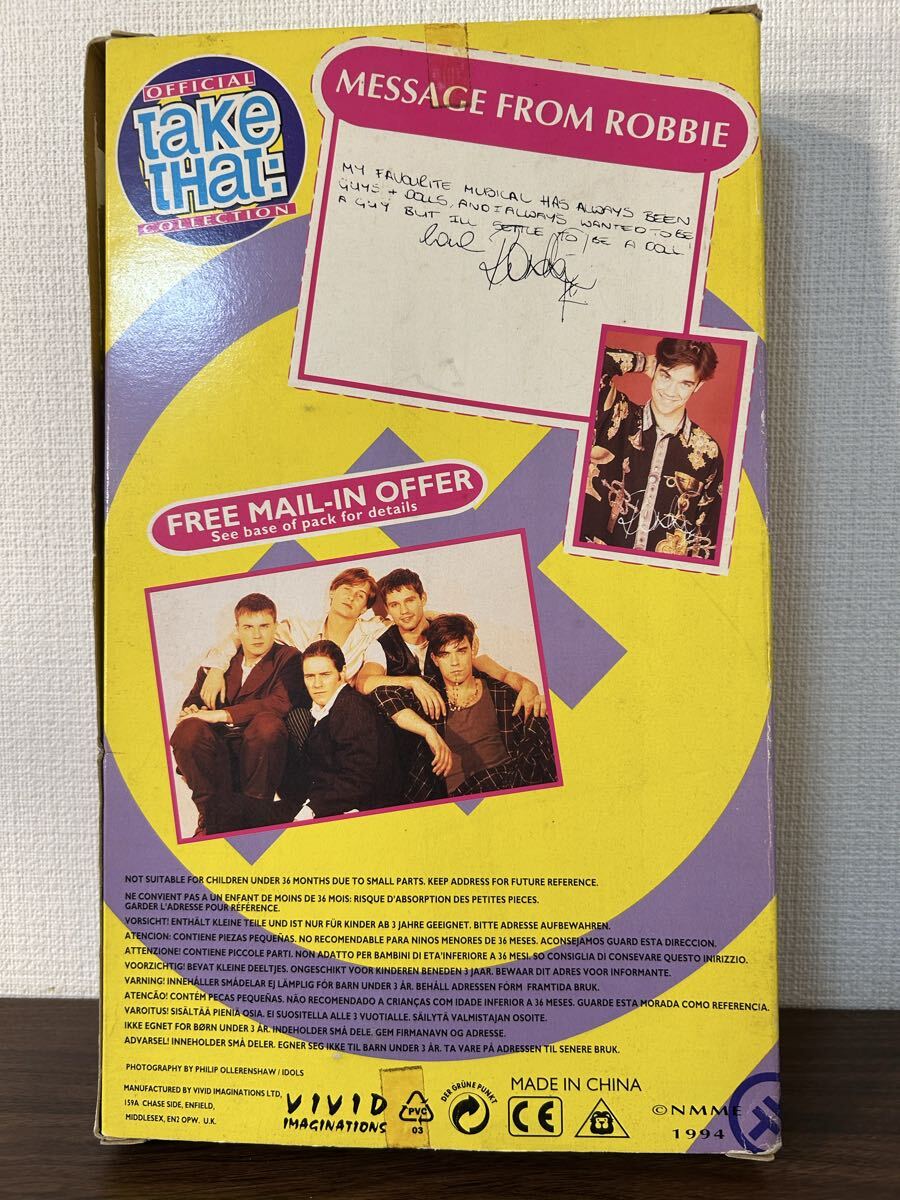 OFFICIAL
take
tHat:
COLLECTION
MESSAGE FROM ROBBIE
MY FAVOURITE MUSICAL HAS ALWAYS BEEN
GUYS + DOLLS, AND I ALWAYS WANTED TO BE
A GUY BUT ILL SETTLE TO BE A DOLL!
love Robbie
FREE MAIL-IN OFFER
See base of pack for details
NOT SUITABLE FOR CHILDREN UNDER 36 MONTHS DUE TO SMALL PARTS. KEEP ADDRESS FOR FUTURE REFERENCE.
NE CONVIENT PAS A UN ENFANT DE MOINS DE 36 MOIS: RISQUE D'ABSORPTION DES PETITES PIECES.
GARDER L'ADRESSE POUR RÉFÉRENCE.
VORSICHT! ENTHÄLT KLEINE TEILE UND IST NUR FÜR KINDER AB 3 JAHRE GEEIGNET. BITTE ADRESSE AUFBEWAHREN.
ATENCION: CONTIENE PIEZAS PEQUEÑAS. NO RECOMENDABLE PARA NINOS MENORES DE 36 MESES. ACONSEJAMOS GUARD ESTA DIRECCION.
ATTENZIONE! CONTIENE PICCOLE PARTI. NON ADATTO PER BAMBINI DI ETA'INFERIORE A 36 MESI. SO CONSIGLIA DI CONSEVARE QUESTO INIRIZZIO.
VOORZICHTIG! BEVAT KLEINE DEELTJES. ONGESCHIKT VOOR KINDEREN BENEDEN 3 JAAR. BEWAAR DIT ADRES VOOR INFORMANTE.
VARNING! INNEHÅLLER SMÅDELAR EJ LÄMPLIG FÖR BARN UNDER 3 ÅR. BEHÅLL ADRESSEN FÖRM FRAMTIDA BRUK.
ATENCÃO! CONTÉM PECAS PEQUENAS. NÃO RECOMENDADO A CRIANÇAS COM IDADE INFERIOR A 36 MESES. GUARDE ESTA MORADA COMO REFERENCIA.
VAROITUS! SISÄLTÄÄ PIENIÄ OSIA. EI SUOSITELLA ALLE 3 VUOTIALLE. SÄILYTÄ VALMISTAJAN OSOITE.
IKKE EGNET FOR BØRN UNDER 3 ÅR. INDEHOLDER SMÅ DELE. GEM FIRMANAVN OG ADRESSE.
ADVARSEL! INNEHOLDER SMÅ DELER. EGNER SEG IKKE TIL BARN UNDER 3 ÅR. TA VARE PÅ ADRESSEN TIL SENERE BRUK.
PHOTOGRAPHY BY PHILIP OLLERENSHAW / IDOLS
MANUFACTURED BY VIVID IMAGINATIONS LTD,
159A CHASE SIDE, ENFIELD,
MIDDLESEX, EN2 OPW. U.K.
VIVID
IMAGINATIONS
PVC
03
DER GRÜNE PUNKT
MADE IN CHINA
CE
©NMME
1994